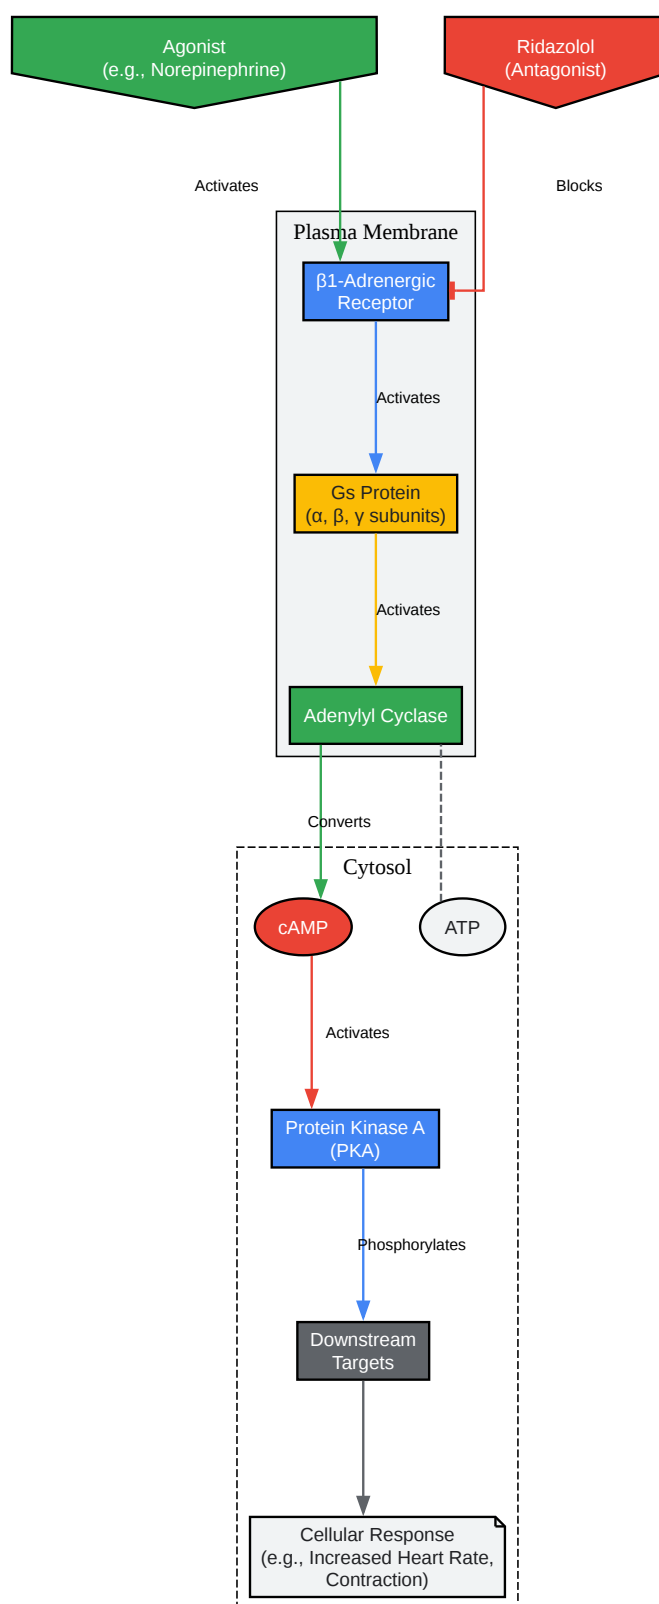 Agonist
(e.g., Norepinephrine)
Ridazolol
(Antagonist)
Activates
Blocks
Plasma Membrane
β1-Adrenergic
Receptor
Activates
Gs Protein
(α, β, γ subunits)
Activates
Adenylyl Cyclase
Converts
Cytosol
cAMP
ATP
Activates
Protein Kinase A
(PKA)
Phosphorylates
Downstream
Targets
Cellular Response
(e.g., Increased Heart Rate,
Contraction)